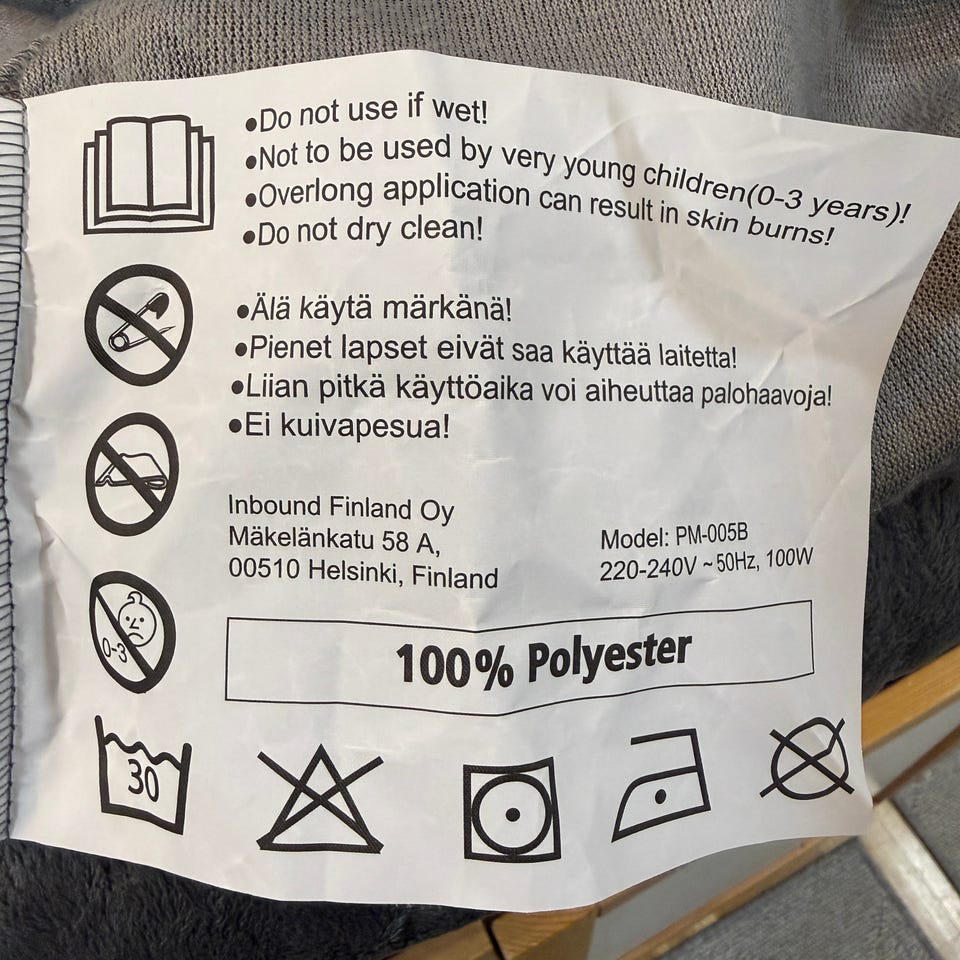 •Do not use if wet!
•Not to be used by very young children(0-3 years)!
•Overlong application can result in skin burns!
•Do not dry clean!
•Älä käytä märkänä!
•Pienet lapset eivät saa käyttää laitetta!
•Liian pitkä käyttöaika voi aiheuttaa palohaavoja!
•Ei kuivapesua!
Inbound Finland Oy
Mäkelänkatu 58 A,
00510 Helsinki, Finland
Model: PM-005B
220-240V ~ 50Hz, 100W
0-3
100% Polyester
30